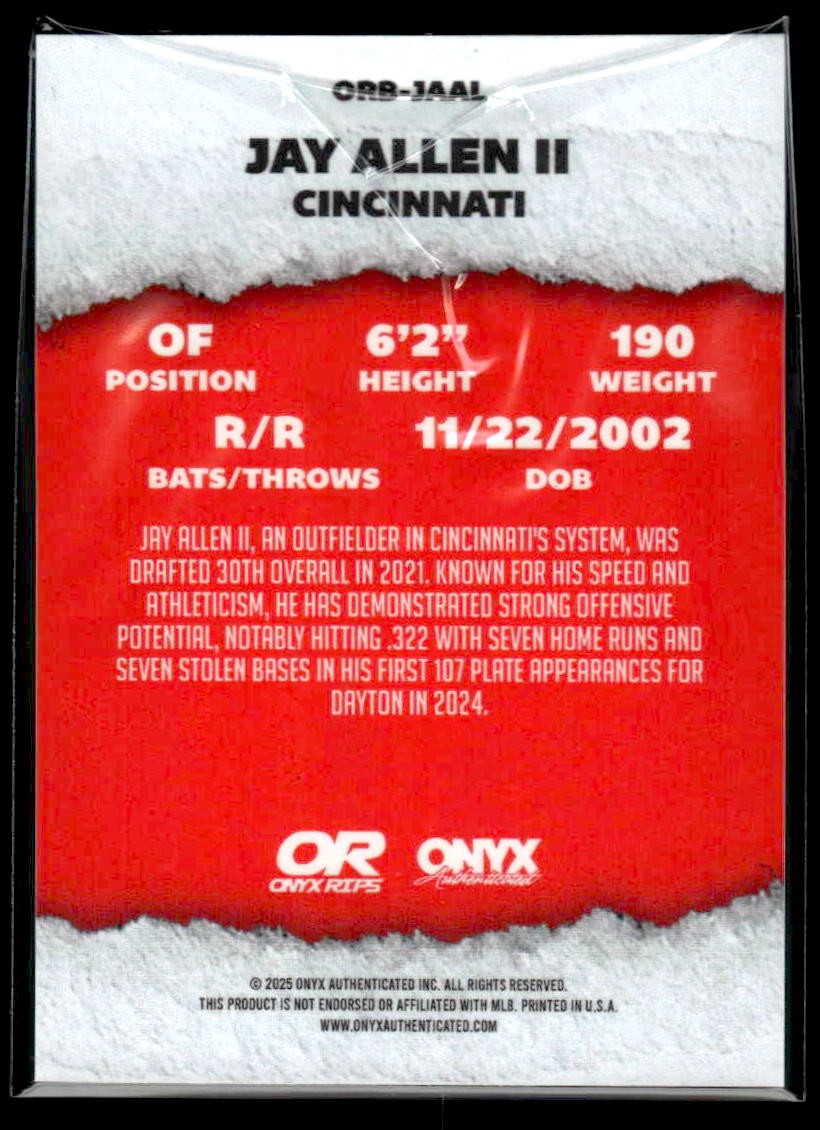 ORB-JAAL
JAY ALLEN II
CINCINNATI
OF 6'2" 190
POSITION HEIGHT WEIGHT
R/R 11/22/2002
BATS/THROWS DOB
JAY ALLEN II, AN OUTFIELDER IN CINCINNATI'S SYSTEM, WAS
DRAFTED 30TH OVERALL IN 2021. KNOWN FOR HIS SPEED AND
ATHLETICISM, HE HAS DEMONSTRATED STRONG OFFENSIVE
POTENTIAL, NOTABLY HITTING .322 WITH SEVEN HOME RUNS AND
SEVEN STOLEN BASES IN HIS FIRST 107 PLATE APPEARANCES FOR
DAYTON IN 2024.
OR ONYX
ONYX RIPS Authenticated
© 2025 ONYX AUTHENTICATED INC. ALL RIGHTS RESERVED.
THIS PRODUCT IS NOT ENDORSED OR AFFILIATED WITH MLB. PRINTED IN U.S.A.
WWW.ONYXAUTHENTICATED.COM